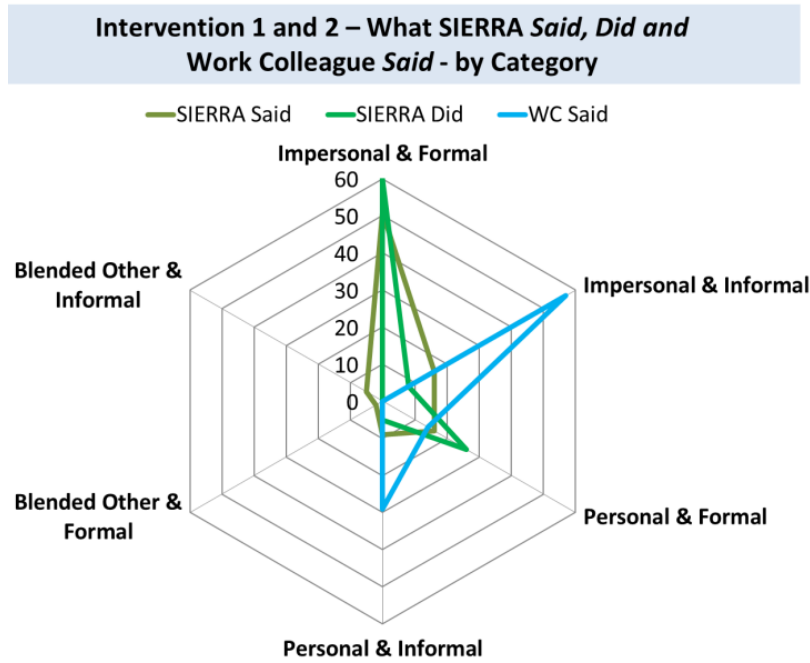 Intervention 1 and 2 – What SIERRA Said, Did and
Work Colleague Said - by Category
SIERRA Said SIERRA Did WC Said
Impersonal & Formal
60
50
40
30
20
10
0
Blended Other &
Informal
Impersonal & Informal
Blended Other &
Formal
Personal & Formal
Personal & Informal